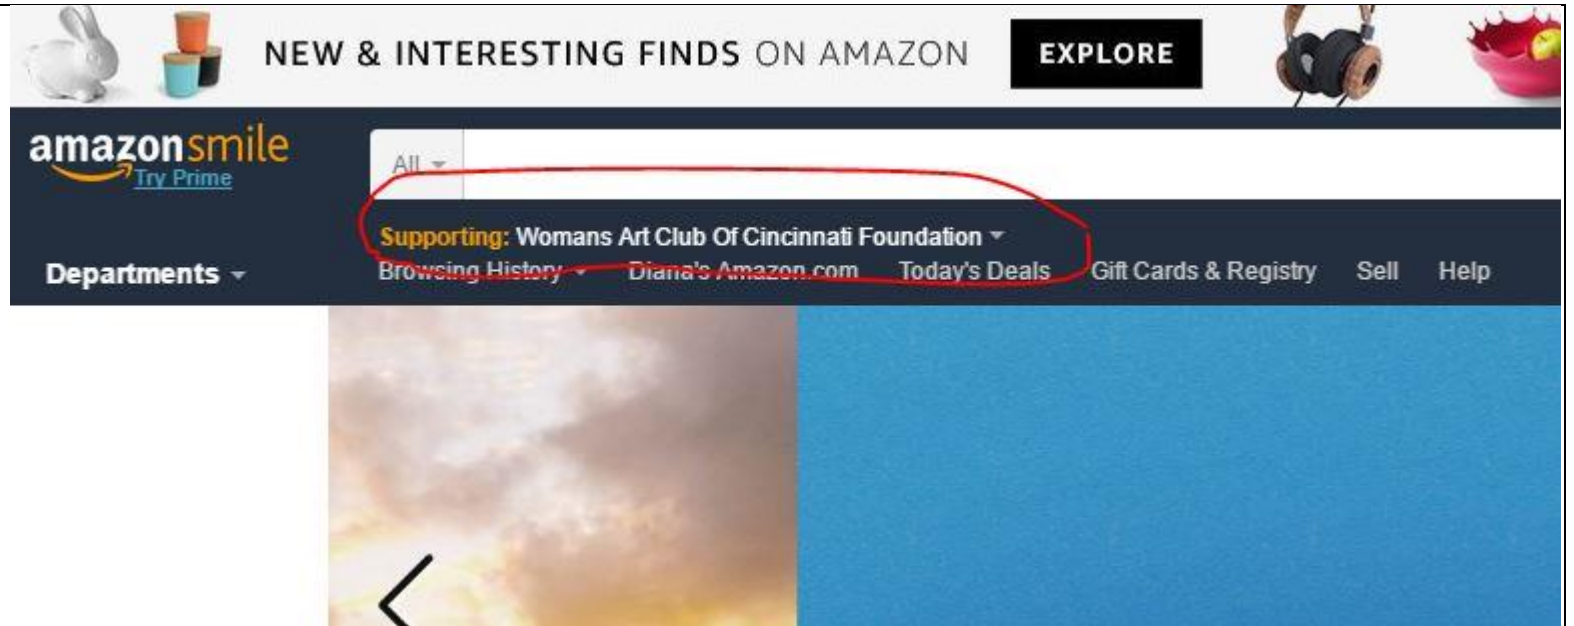 NEW & INTERESTING FINDS ON AMAZON EXPLORE
amazonsmile
Try Prime
All
Supporting: Womans Art Club Of Cincinnati Foundation
Departments Browsing History Diana's Amazon.com Today's Deals Gift Cards & Registry Sell Help